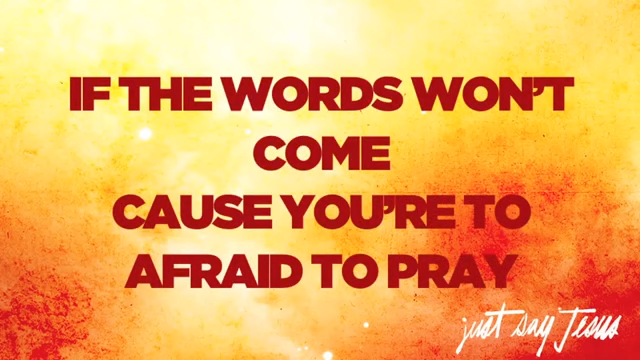 IF THE WORDS WON'T
COME
CAUSE YOU'RE TO
AFRAID TO PRAY
just say Jesus